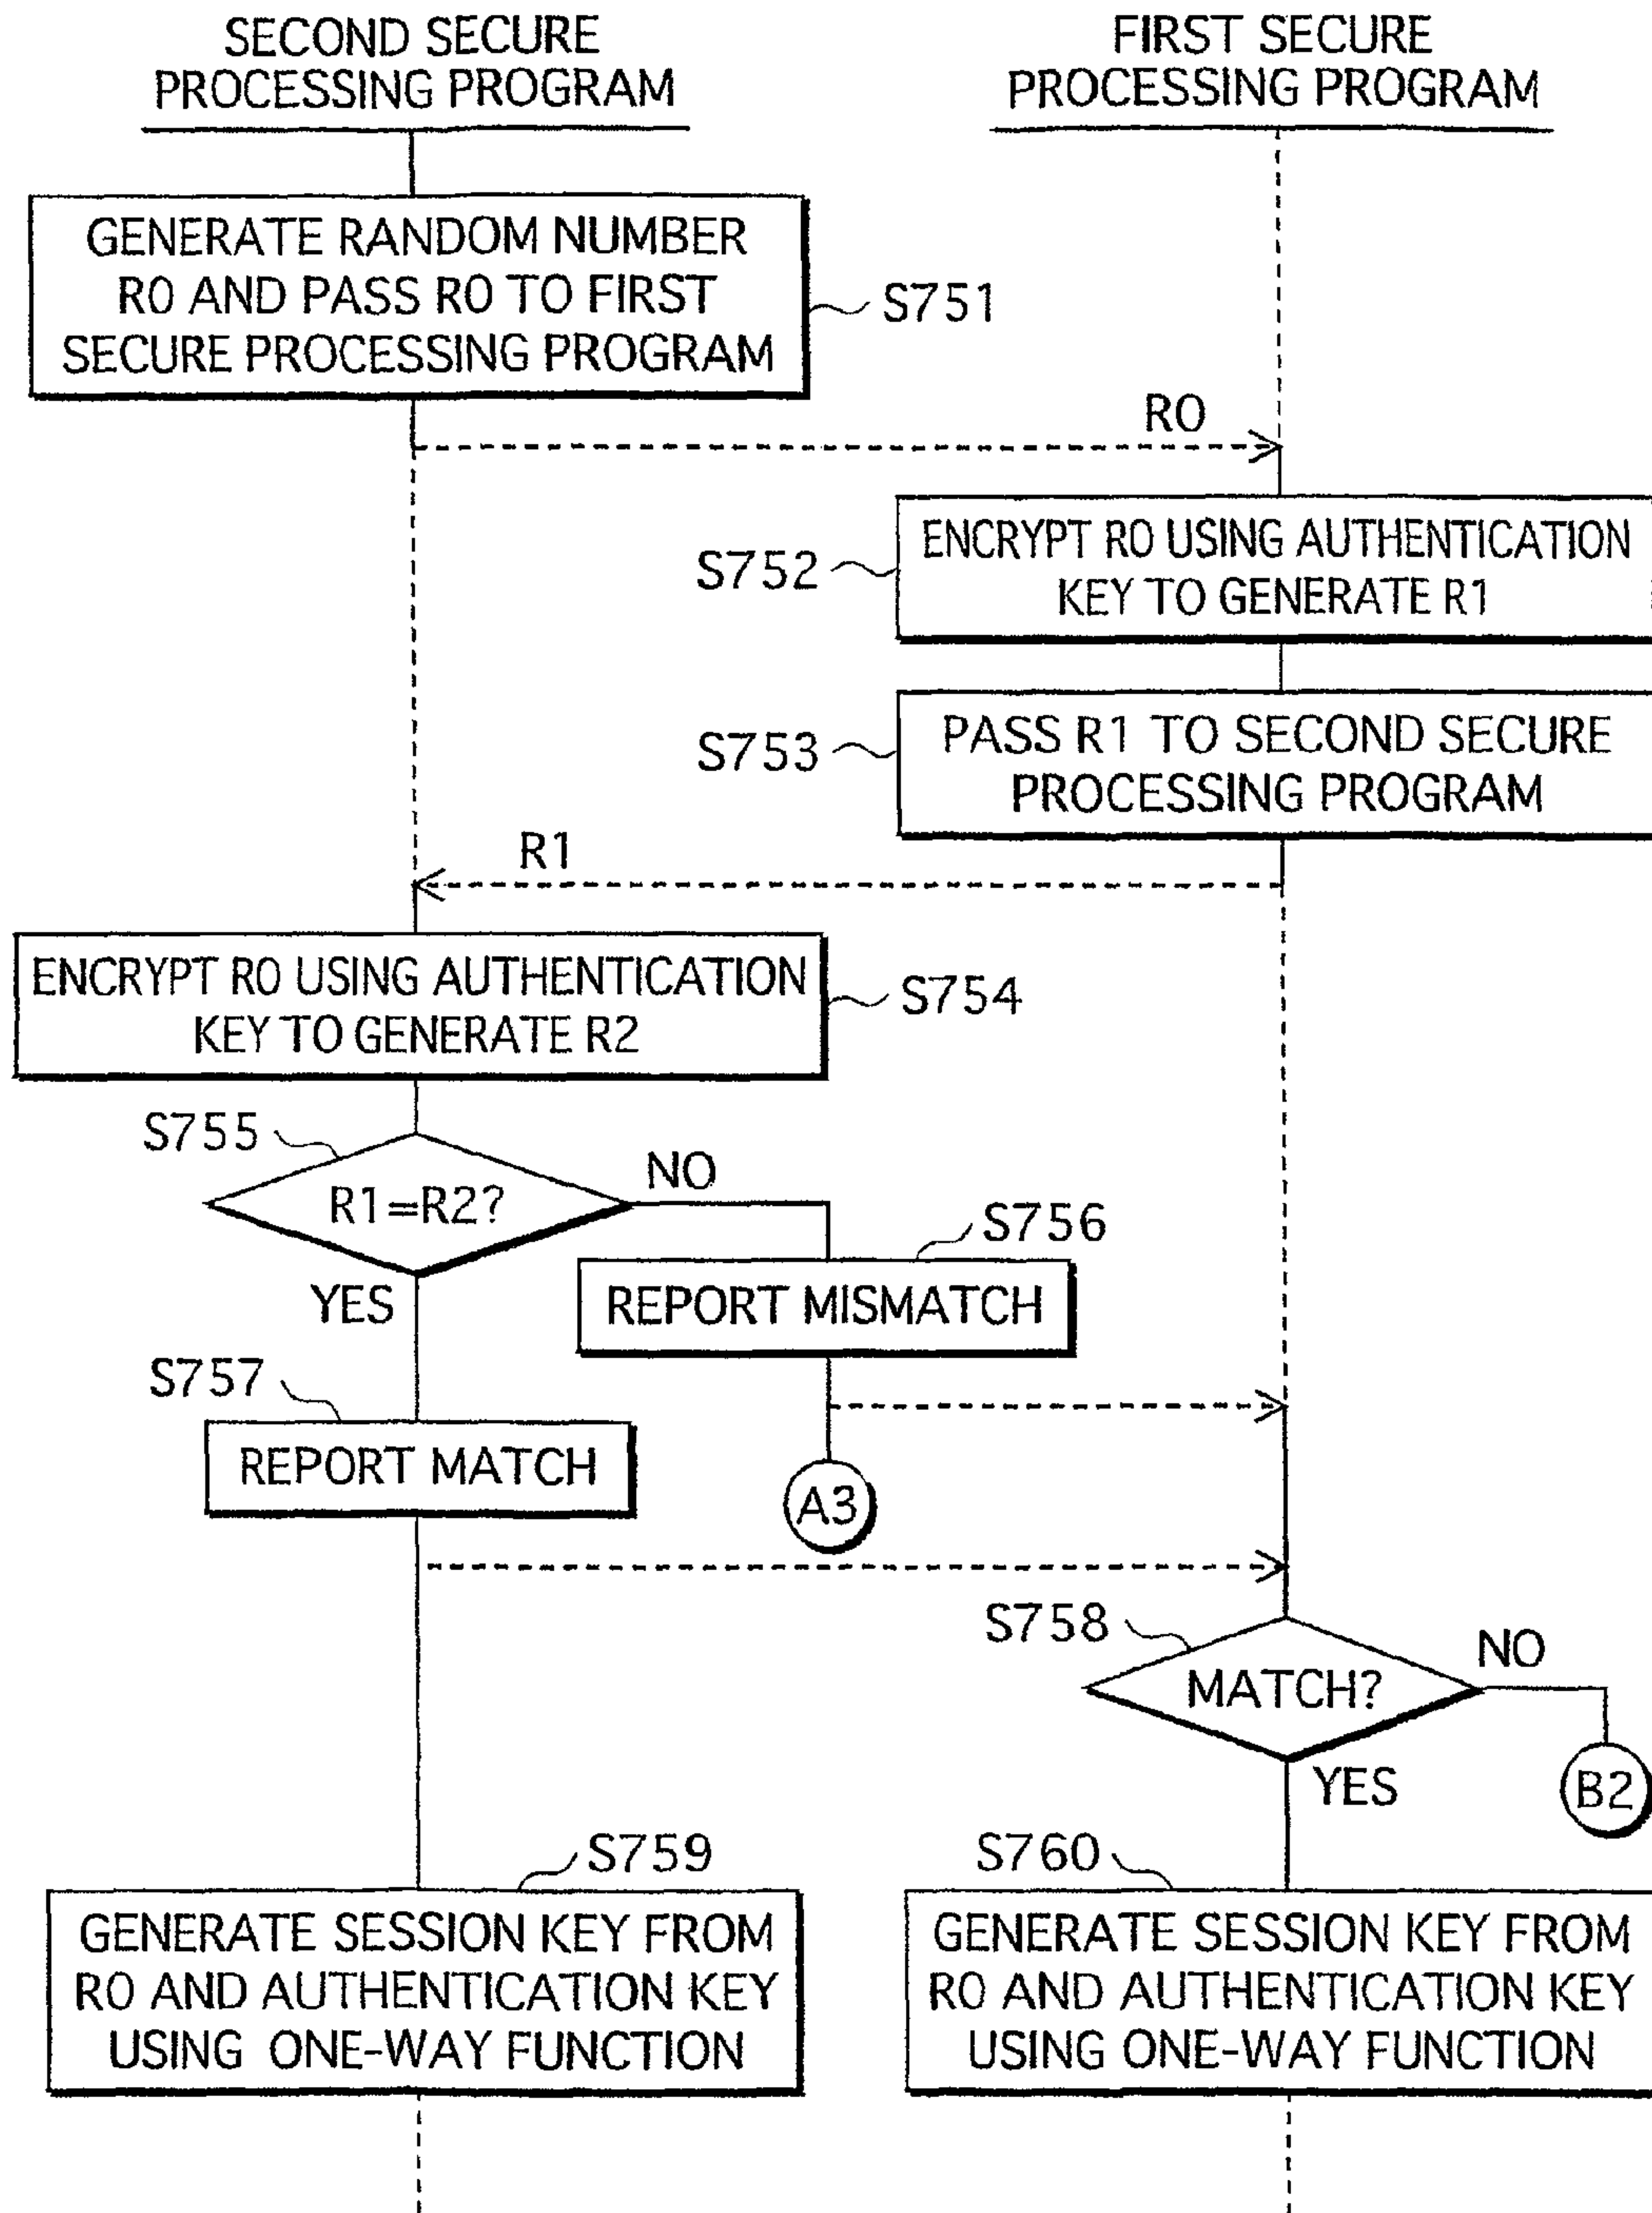 SECOND SECURE
PROCESSING PROGRAM
FIRST SECURE
PROCESSING PROGRAM
GENERATE RANDOM NUMBER
R0 AND PASS R0 TO FIRST
SECURE PROCESSING PROGRAM
S751
R0
S752
ENCRYPT R0 USING AUTHENTICATION
KEY TO GENERATE R1
S753
PASS R1 TO SECOND SECURE
PROCESSING PROGRAM
R1
ENCRYPT R0 USING AUTHENTICATION
KEY TO GENERATE R2
S754
S755
R1=R2?
NO
YES
S756
REPORT MISMATCH
S757
REPORT MATCH
A3
S758
MATCH?
NO
YES
B2
S759
GENERATE SESSION KEY FROM
R0 AND AUTHENTICATION KEY
USING ONE-WAY FUNCTION
S760
GENERATE SESSION KEY FROM
R0 AND AUTHENTICATION KEY
USING ONE-WAY FUNCTION